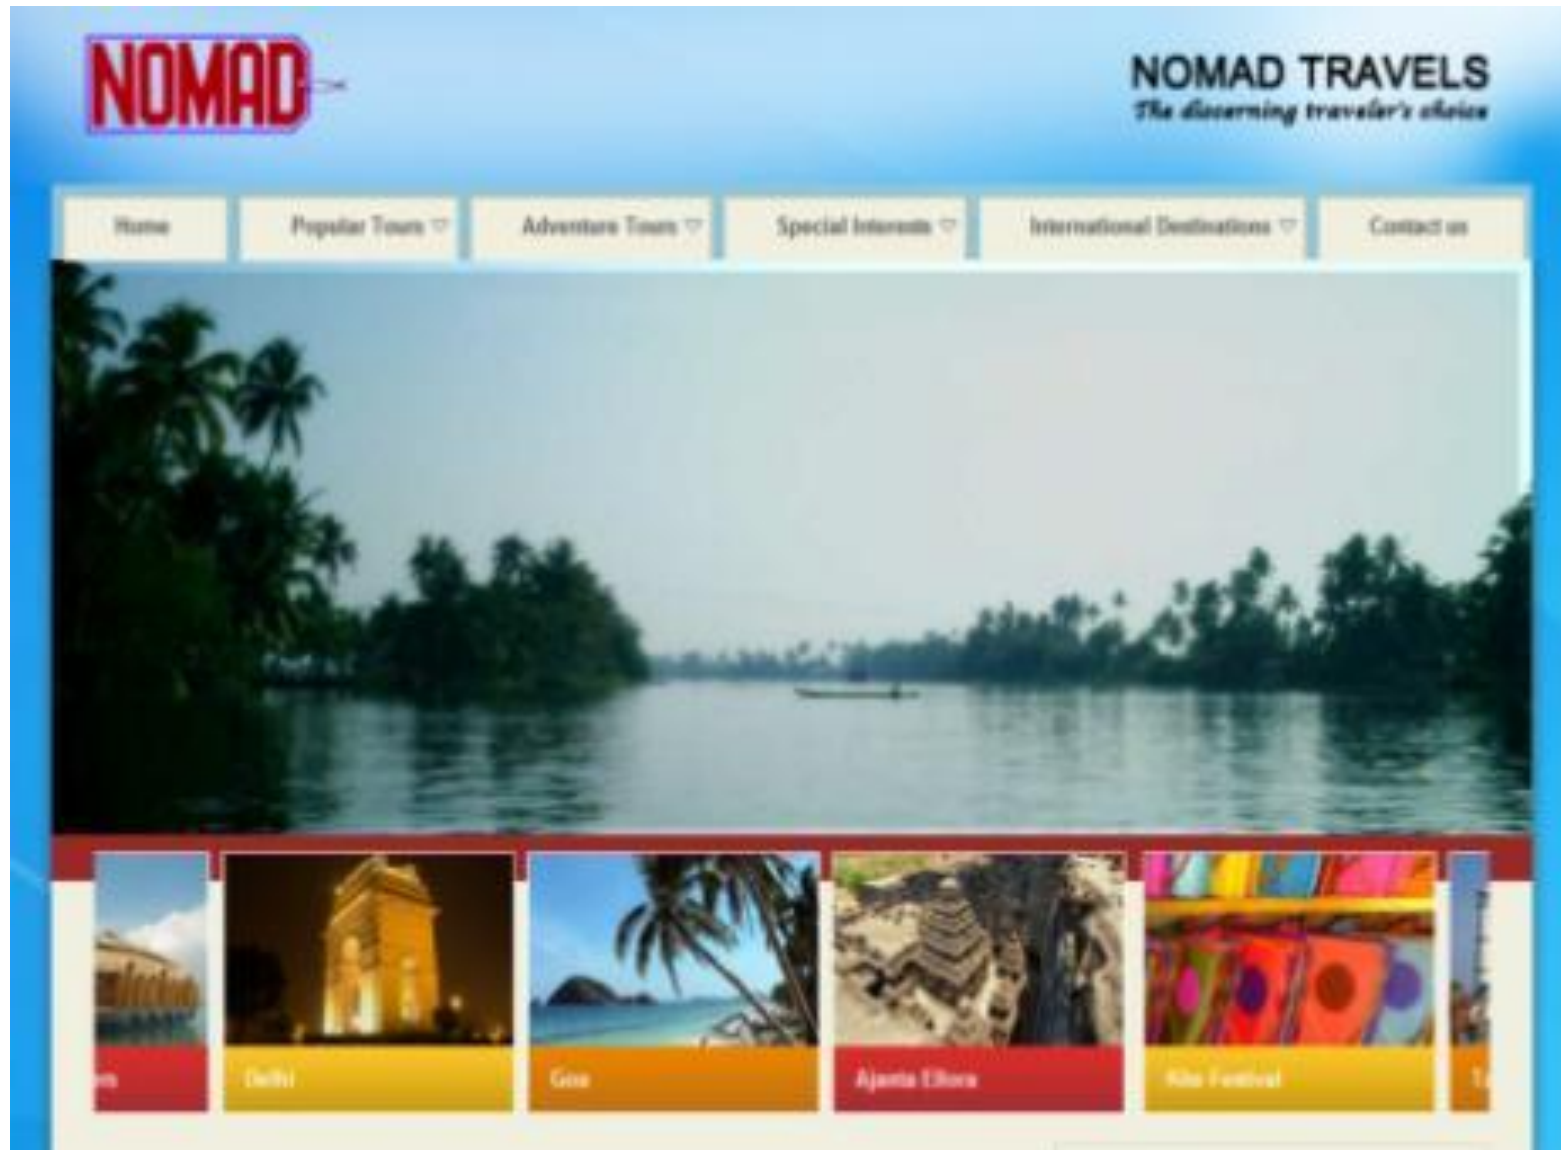 NOMAD
NOMAD TRAVELS
The discerning traveler's choice
Home
Popular Tours
Adventure Tours
Special Interests
International Destinations
Contact us
Delhi
Goa
Ajanta Ellora
Kite Festival